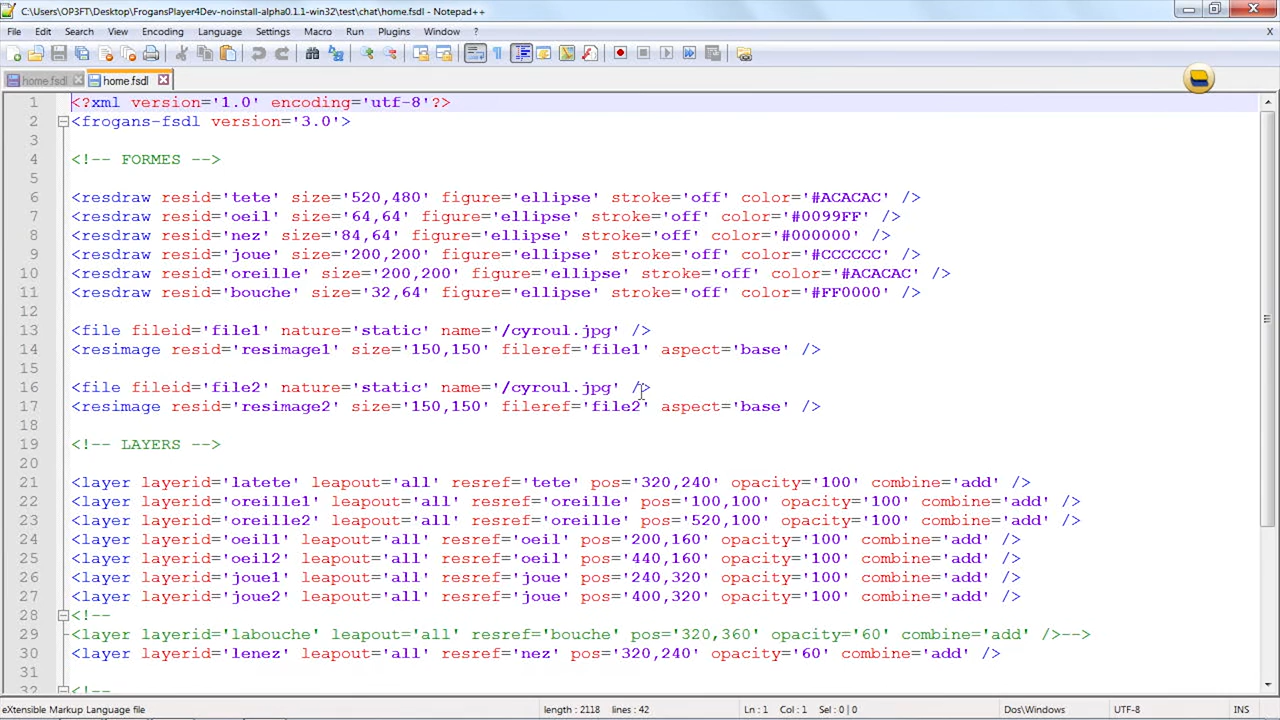 C:\Users\OP3FT\Desktop\FrogansPlayer4Dev-noinstall-alpha0.1.1-win32\test\chat\home.fsdl - Notepad++
File Edit Search View Encoding Language Settings Macro Run Plugins Window ? X
home.fsdl home.fsdl
1 <?xml version='1.0' encoding='utf-8'?>
2 <frogans-fsdl version='3.0'>
3
4 <!-- FORMES -->
5
6 <resdraw resid='tete' size='520,480' figure='ellipse' stroke='off' color='#ACACAC' />
7 <resdraw resid='oeil' size='64,64' figure='ellipse' stroke='off' color='#0099FF' />
8 <resdraw resid='nez' size='84,64' figure='ellipse' stroke='off' color='#000000' />
9 <resdraw resid='joue' size='200,200' figure='ellipse' stroke='off' color='#CCCCCC' />
10 <resdraw resid='oreille' size='200,200' figure='ellipse' stroke='off' color='#ACACAC' />
11 <resdraw resid='bouche' size='32,64' figure='ellipse' stroke='off' color='#FF0000' />
12
13 <file fileid='file1' nature='static' name='/cyroul.jpg' />
14 <resimage resid='resimage1' size='150,150' fileref='file1' aspect='base' />
15
16 <file fileid='file2' nature='static' name='/cyroul.jpg' />
17 <resimage resid='resimage2' size='150,150' fileref='file2' aspect='base' />
18
19 <!-- LAYERS -->
20
21 <layer layerid='latete' leapout='all' resref='tete' pos='320,240' opacity='100' combine='add' />
22 <layer layerid='oreille1' leapout='all' resref='oreille' pos='100,100' opacity='100' combine='add' />
23 <layer layerid='oreille2' leapout='all' resref='oreille' pos='520,100' opacity='100' combine='add' />
24 <layer layerid='oeil1' leapout='all' resref='oeil' pos='200,160' opacity='100' combine='add' />
25 <layer layerid='oeil2' leapout='all' resref='oeil' pos='440,160' opacity='100' combine='add' />
26 <layer layerid='joue1' leapout='all' resref='joue' pos='240,320' opacity='100' combine='add' />
27 <layer layerid='joue2' leapout='all' resref='joue' pos='400,320' opacity='100' combine='add' />
28 <!--
29 <layer layerid='labouche' leapout='all' resref='bouche' pos='320,360' opacity='60' combine='add' />-->
30 <layer layerid='lenez' leapout='all' resref='nez' pos='320,240' opacity='60' combine='add' />
31
32 <!--
eXtensible Markup Language file length : 2118 lines : 42 Ln : 1 Col : 1 Sel : 0 | 0 Dos\Windows UTF-8 INS